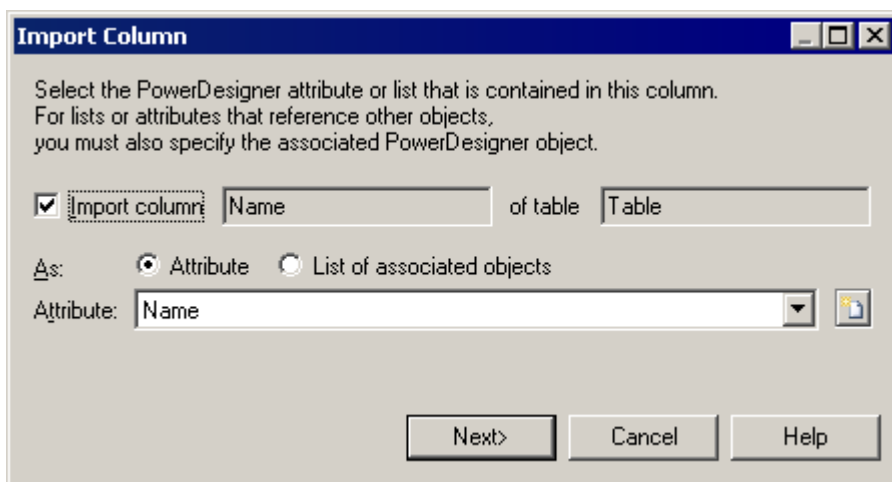 Import Column
Select the PowerDesigner attribute or list that is contained in this column.
For lists or attributes that reference other objects,
you must also specify the associated PowerDesigner object.
Import column Name of table Table
As: Attribute List of associated objects
Attribute: Name
Next> Cancel Help